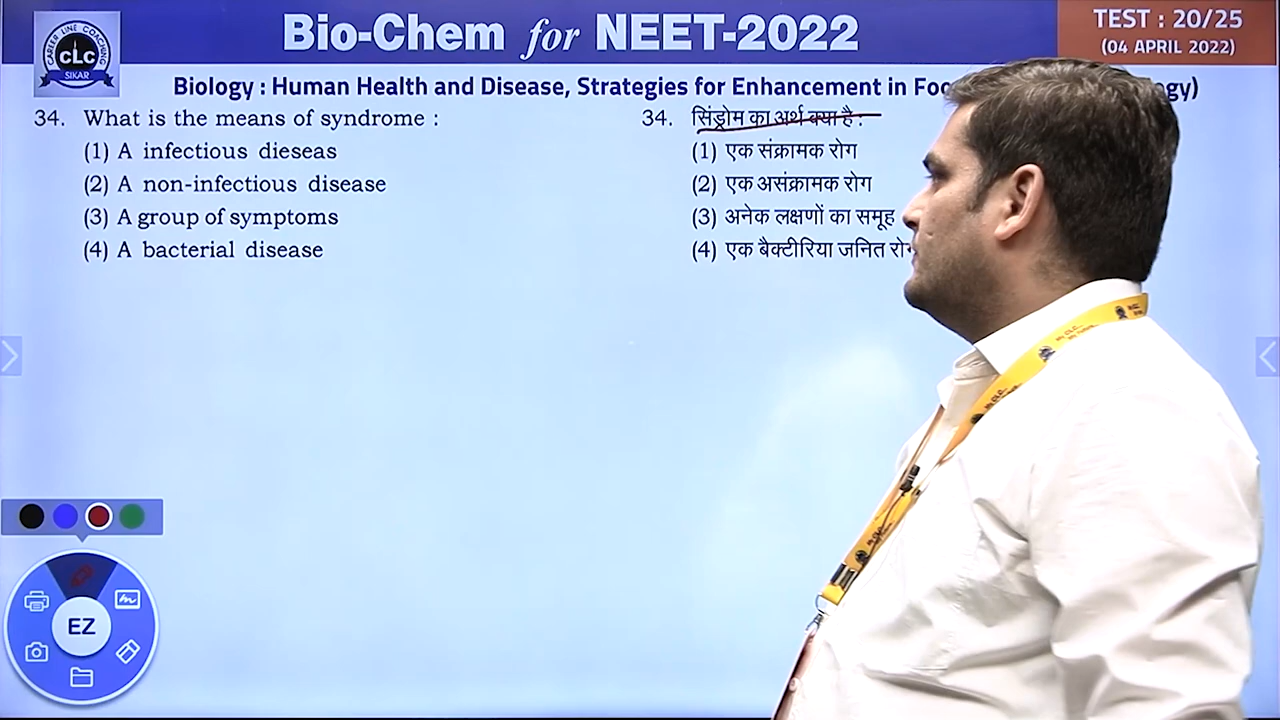 Bio-Chem for NEET-2022
TEST : 20/25
(04 APRIL 2022)
CAREER LINE COACHING
CLC
SIKAR
Biology : Human Health and Disease, Strategies for Enhancement in gy)
34. What is the means of syndrome :
(1) A infectious dieseas
(2) A non-infectious disease
(3) A group of symptoms
(4) A bacterial disease
34. सिंड्रोम का अर्थ क्या है :
(1) एक संक्रामक रोग
(2) एक असंक्रामक रोग
(3) अनेक लक्षणों का समूह
(4) एक बैक्टीरिया जनित
EZ